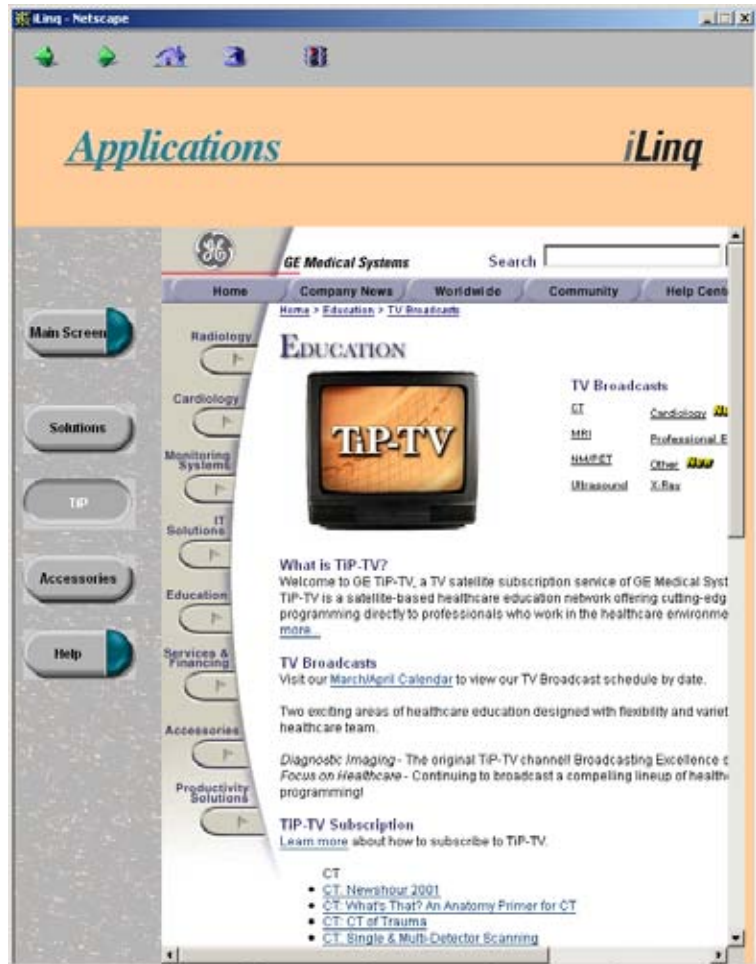 iLinq - Netscape
Applications
iLinq
GE Medical Systems
Search
Home
Company News
Worldwide
Community
Help Cent
Home > Education > TV Broadcasts
Main Screen
Solutions
TiP
Accessories
Help
Radiology
Cardiology
Monitoring
Systems
IT
Solutions
Education
Services &
Financing
Accessories
Productivity
Solutions
EDUCATION
TiP-TV
TV Broadcasts
CT
Cardiology
MRI
Professional E
NM/PET
Other New
Ultrasound
X-Ray
What is TiP-TV?
Welcome to GE TiP-TV, a TV satellite subscription service of GE Medical Syst
TiP-TV is a satellite-based healthcare education network offering cutting-edg
programming directly to professionals who work in the healthcare environme
more...
TV Broadcasts
Visit our March/April Calendar to view our TV Broadcast schedule by date.
Two exciting areas of healthcare education designed with flexibility and variet
healthcare team.
Diagnostic Imaging - The original TiP-TV channel! Broadcasting Excellence
Focus on Healthcare - Continuing to broadcast a compelling lineup of health
programming!
TiP-TV Subscription
Learn more about how to subscribe to TiP-TV.
CT
CT: Newshour 2001
CT: What's That? An Anatomy Primer for CT
CT: CT of Trauma
CT: Single & Multi-Detector Scanning